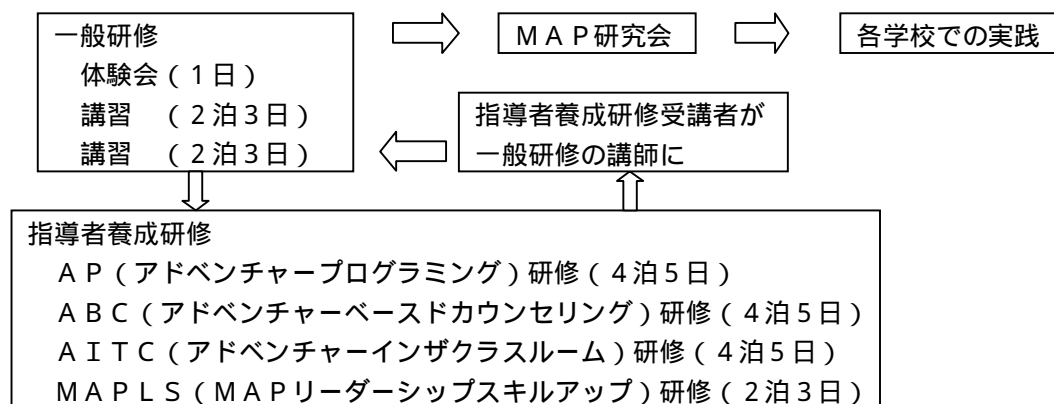 一般研修
体験会（１日）
講習　（２泊３日）
講習　（２泊３日）
ＭＡＰ研究会
各学校での実践
指導者養成研修受講者が
一般研修の講師に
指導者養成研修
ＡＰ（アドベンチャープログラミング）研修（４泊５日）
ＡＢＣ（アドベンチャーベースドカウンセリング）研修（４泊５日）
ＡＩＴＣ（アドベンチャーインザクラスルーム）研修（４泊５日）
ＭＡＰＬＳ（ＭＡＰリーダーシップスキルアップ）研修（２泊３日）